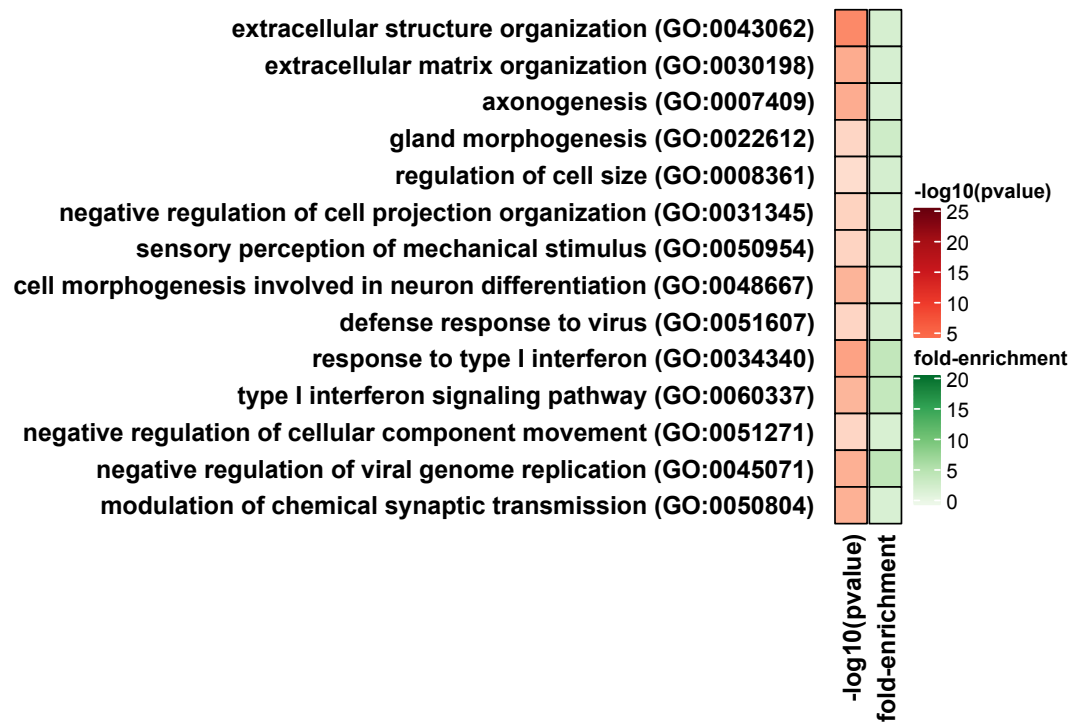 extracellular structure organization (GO:0043062)
extracellular matrix organization (GO:0030198)
axonogenesis (GO:0007409)
gland morphogenesis (GO:0022612)
regulation of cell size (GO:0008361)
negative regulation of cell projection organization (GO:0031345)
sensory perception of mechanical stimulus (GO:0050954)
cell morphogenesis involved in neuron differentiation (GO:0048667)
defense response to virus (GO:0051607)
response to type I interferon (GO:0034340)
type I interferon signaling pathway (GO:0060337)
negative regulation of cellular component movement (GO:0051271)
negative regulation of viral genome replication (GO:0045071)
modulation of chemical synaptic transmission (GO:0050804)
-log10(pvalue)
25
20
15
10
5
fold-enrichment
20
15
10
5
0
-log10(pvalue)
fold-enrichment